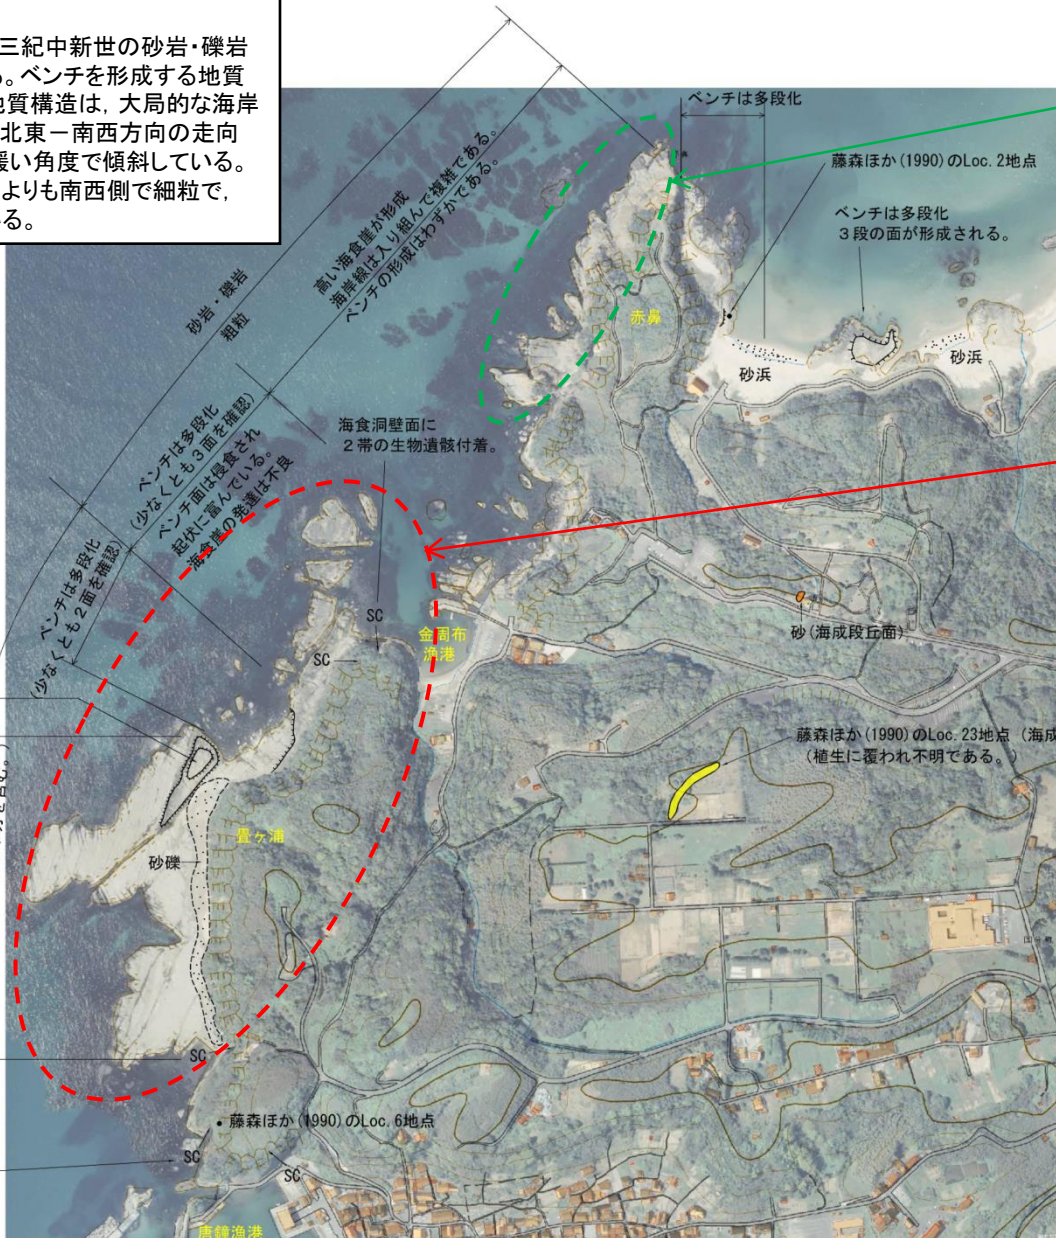 三紀中新世の砂岩・礫岩
る。ベンチを形成する地質
地質構造は, 大局的な海岸
北東－南西方向の走向
緩い角度で傾斜している。
よりも南西側で細粒で,
いる。
ベンチは多段化
藤森ほか(1990)のLoc.2地点
ベンチは多段化
３段の面が形成される。
高い海食崖が形成
海岸線は入り組んで複雑である。
ベンチの形成はわずかである。
砂岩・礫岩
粗粒
赤鼻
砂浜
砂浜
海食洞壁面に
２帯の生物遺骸付着。
ベンチは多段化
(少なくとも３面を確認)
ベンチ面は侵食され
起伏に富んでいる。
海食崖の発達は不良
ベンチは多段化
(少なくとも２面を確認)
SC
SC
金周布
漁港
砂(海成段丘面)
藤森ほか(1990)のLoc.23地点（海成
（植生に覆われ不明である。）
畳ヶ浦
砂礫
SC
藤森ほか(1990)のLoc.6地点
SC
SC
唐鐘漁港